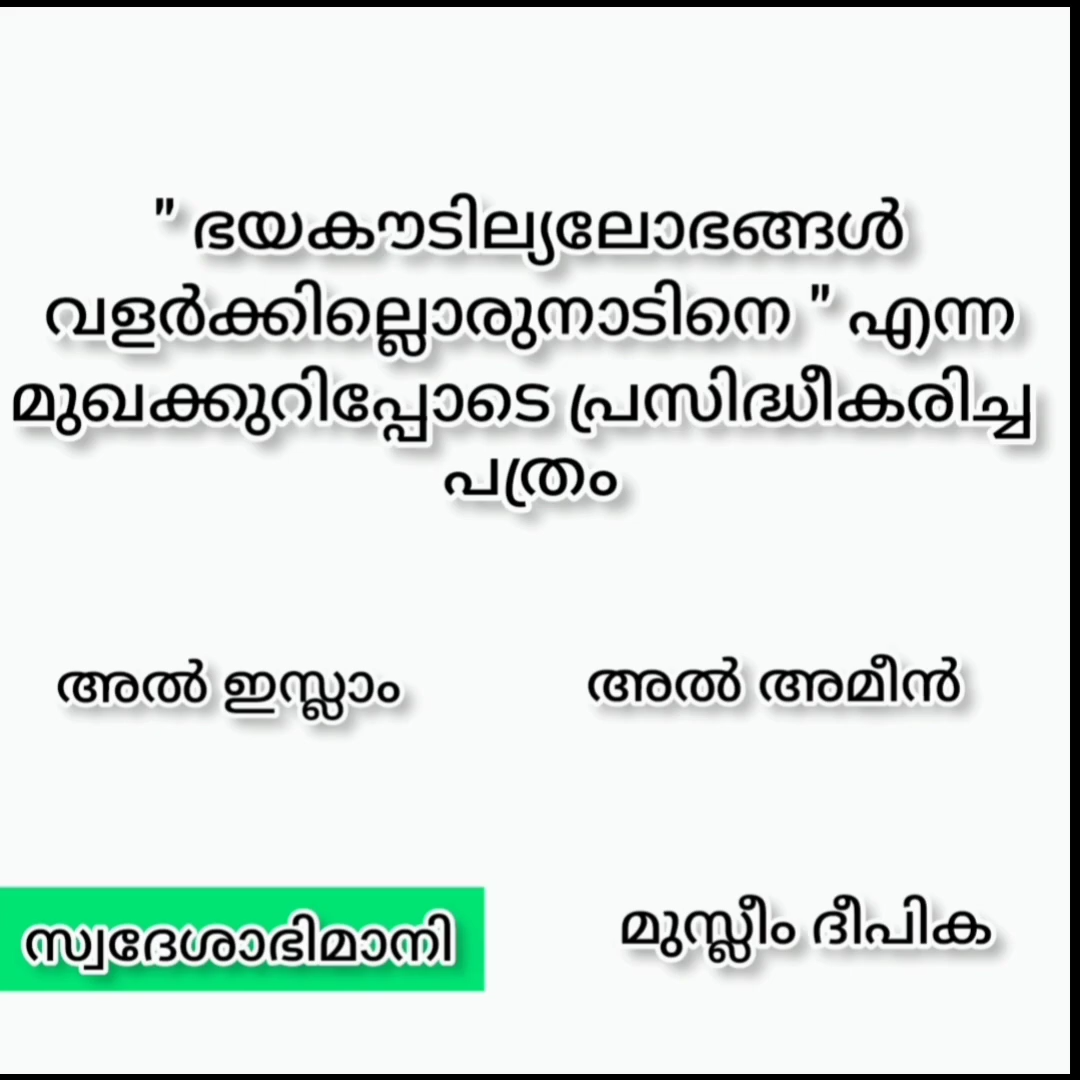 " ഭയകൗടില്യലോഭങ്ങൾ
വളർക്കില്ലൊരുനാടിനെ " എന്ന
മുഖക്കുറിപ്പോടെ പ്രസിദ്ധീകരിച്ച
പത്രം
അൽ ഇസ്ലാം
അൽ അമീൻ
സ്വദേശാഭിമാനി
മുസ്ലീം ദീപിക